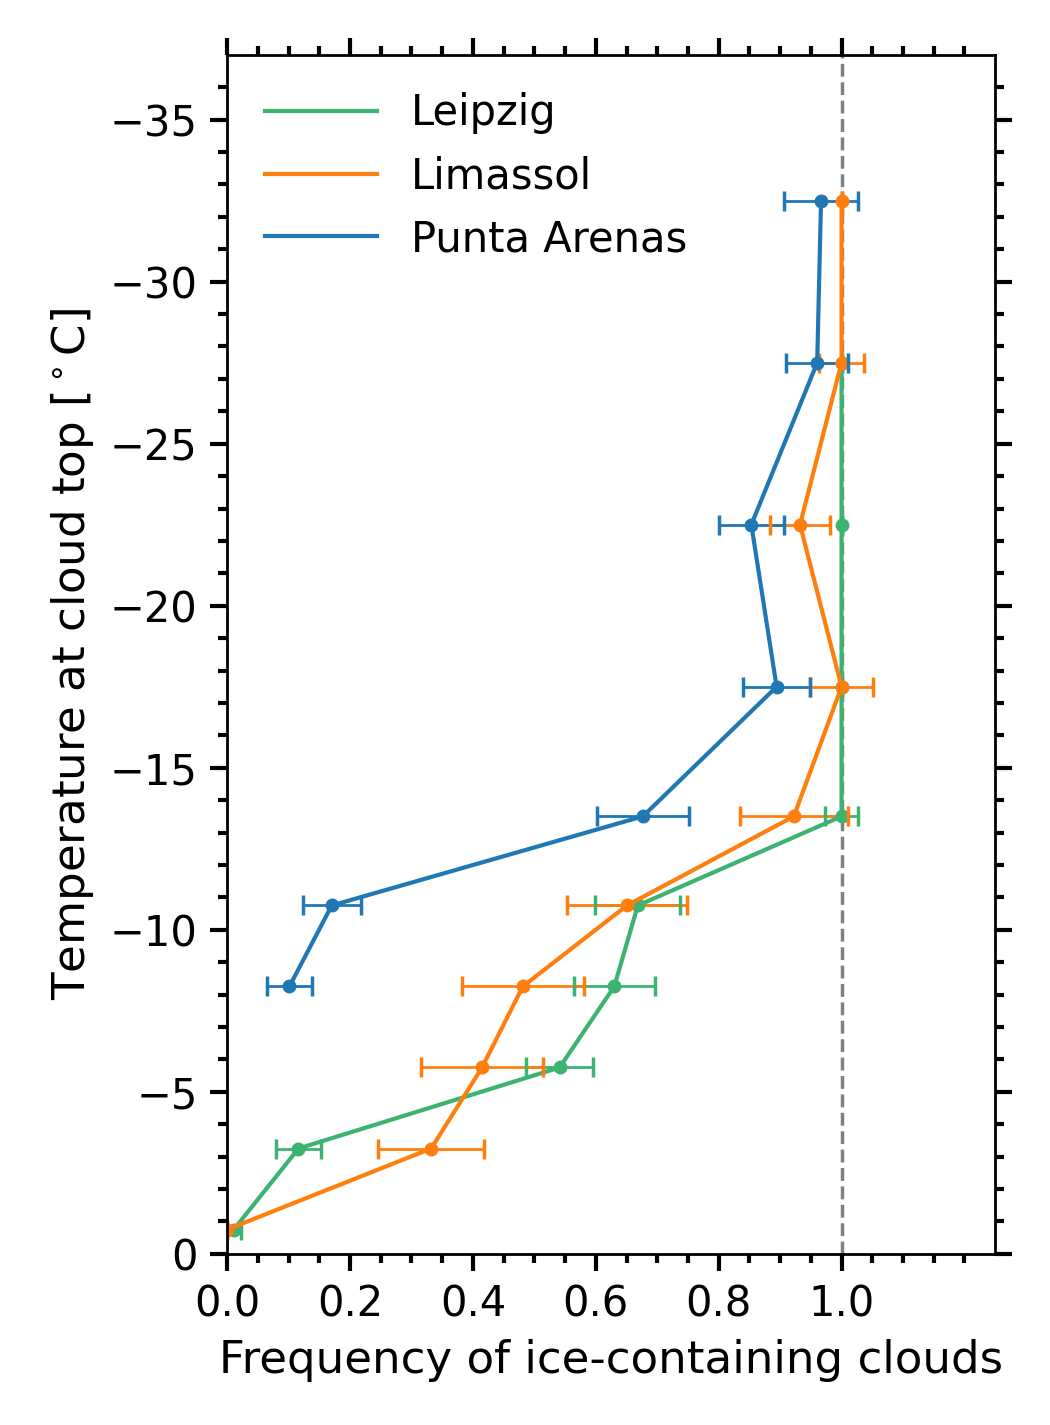 Leipzig
Limassol
Punta Arenas
Temperature at cloud top [°C]
−35
−30
−25
−20
−15
−10
−5
0
0.0 0.2 0.4 0.6 0.8 1.0
Frequency of ice-containing clouds